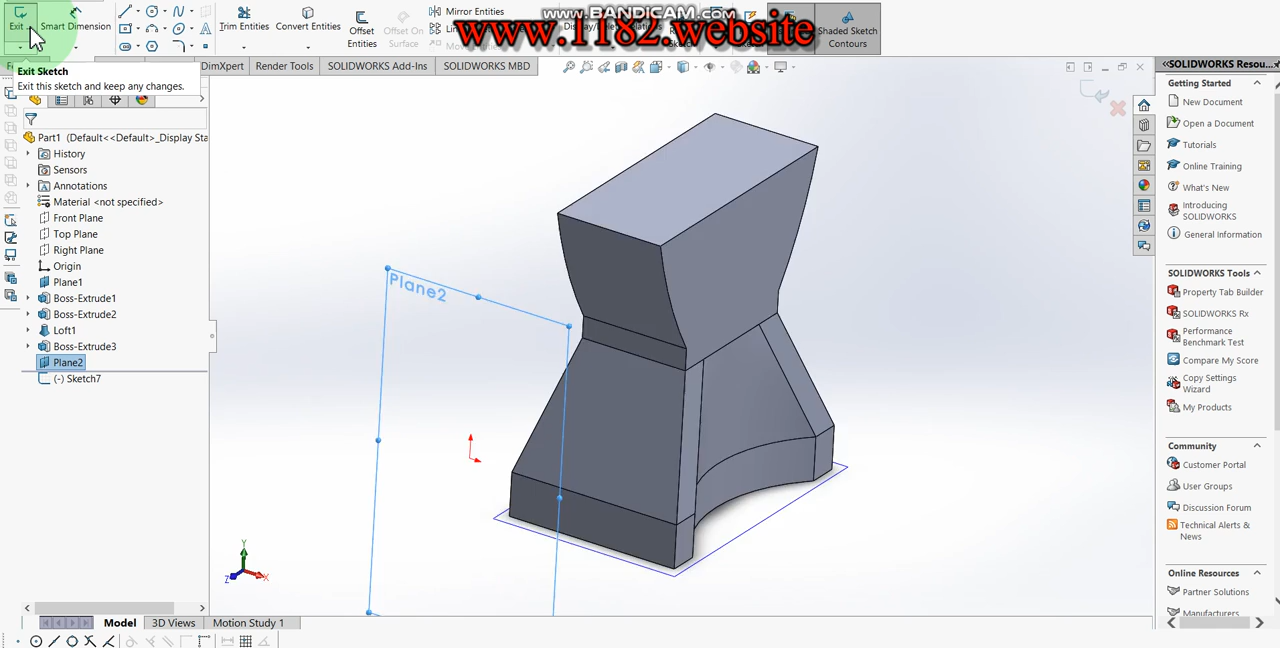 www.BANDICAM.com
www.1182.website
Exit
Smart Dimension
Trim Entities
Convert Entities
Offset
Entities
Offset On
Surface
Mirror Entities
Shaded Sketch
Contours
Exit Sketch
Exit this sketch and keep any changes.
DimXpert
Render Tools
SOLIDWORKS Add-Ins
SOLIDWORKS MBD
Part1 (Default<<Default>_Display Sta
History
Sensors
Annotations
Material <not specified>
Front Plane
Top Plane
Right Plane
Origin
Plane1
Boss-Extrude1
Boss-Extrude2
Loft1
Boss-Extrude3
Plane2
(-) Sketch7
Plane2
Y
Z
X
Model
3D Views
Motion Study 1
SOLIDWORKS Resou...
Getting Started
New Document
Open a Document
Tutorials
Online Training
What's New
Introducing
SOLIDWORKS
General Information
SOLIDWORKS Tools
Property Tab Builder
SOLIDWORKS Rx
Performance
Benchmark Test
Compare My Score
Copy Settings
Wizard
My Products
Community
Customer Portal
User Groups
Discussion Forum
Technical Alerts &
News
Online Resources
Partner Solutions
Manufacturers